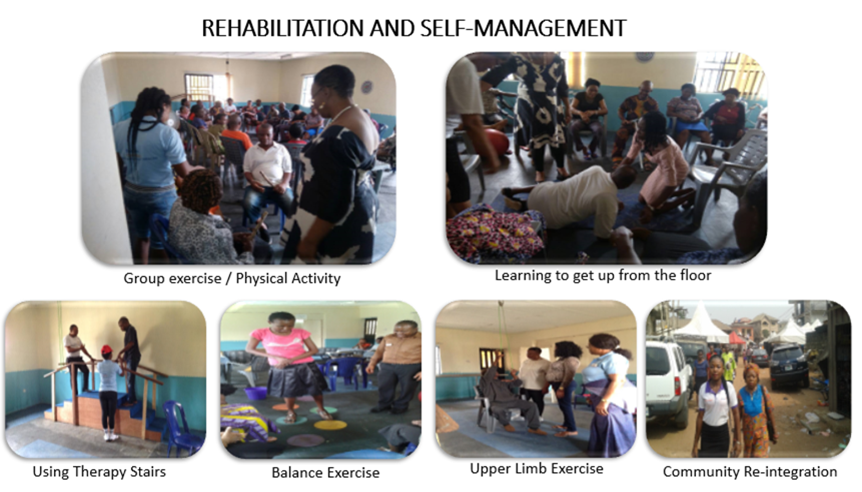 REHABILITATION AND SELF-MANAGEMENT
Group exercise / Physical Activity
Learning to get up from the floor
Using Therapy Stairs
Balance Exercise
Upper Limb Exercise
Community Re-integration